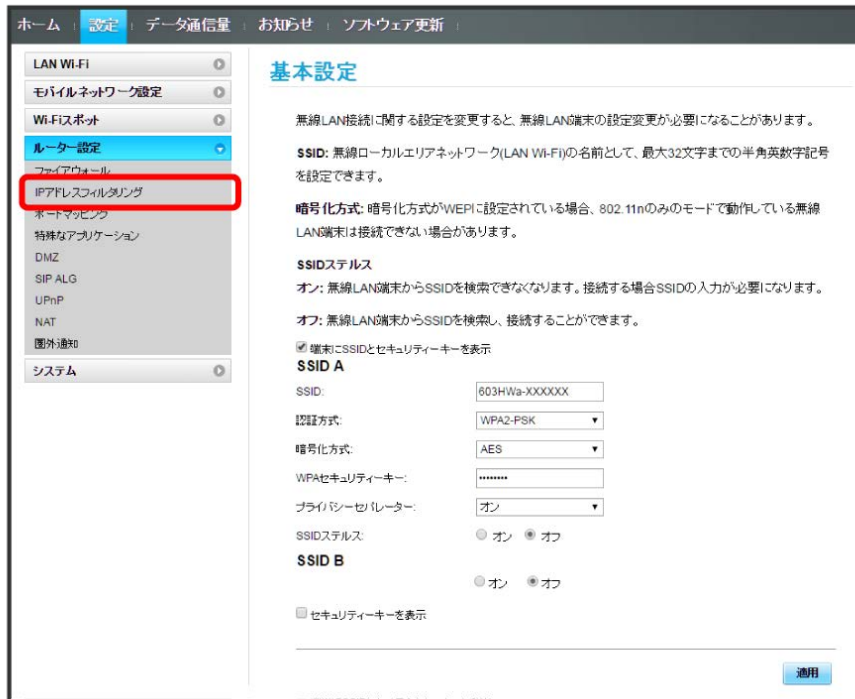 ホーム 設定 データ通信量 お知らせ ソフトウェア更新
LAN Wi-Fi
モバイルネットワーク設定
Wi-Fiスポット
ルーター設定
ファイアウォール
IPアドレスフィルタリング
ポートマッピング
特殊なアプリケーション
DMZ
SIP ALG
UPnP
NAT
圏外通知
システム
基本設定
無線LAN接続に関する設定を変更すると、無線LAN端末の設定変更が必要になることがあります。
SSID: 無線ローカルエリアネットワーク(LAN Wi-Fi)の名前として、最大32文字までの半角英数字記号
を設定できます。
暗号化方式: 暗号化方式がWEPに設定されている場合、802.11nのみのモードで動作している無線
LAN端末は接続できない場合があります。
SSIDステルス
オン: 無線LAN端末からSSIDを検索できなくなります。接続する場合SSIDの入力が必要になります。
オフ: 無線LAN端末からSSIDを検索し、接続することができます。
端末にSSIDとセキュリティーキーを表示
SSID A
SSID: 603HWa-XXXXXX
認証方式: WPA2-PSK
暗号化方式: AES
WPAセキュリティーキー: ········
プライバシーセパレーター: オン
SSIDステルス: オン オフ
SSID B
オン オフ
セキュリティーキーを表示
適用